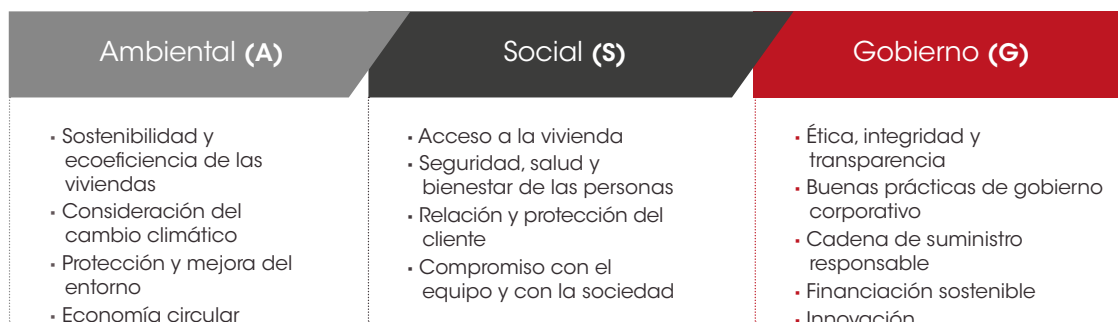 Ambiental (A)
· Sostenibilidad y
ecoeficiencia de las
viviendas
· Consideración del
cambio climático
· Protección y mejora del
entorno
· Economía circular
Social (S)
· Acceso a la vivienda
· Seguridad, salud y
bienestar de las personas
· Relación y protección del
cliente
· Compromiso con el
equipo y con la sociedad
Gobierno (G)
· Ética, integridad y
transparencia
· Buenas prácticas de gobierno
corporativo
· Cadena de suministro
responsable
· Financiación sostenible
· Innovación